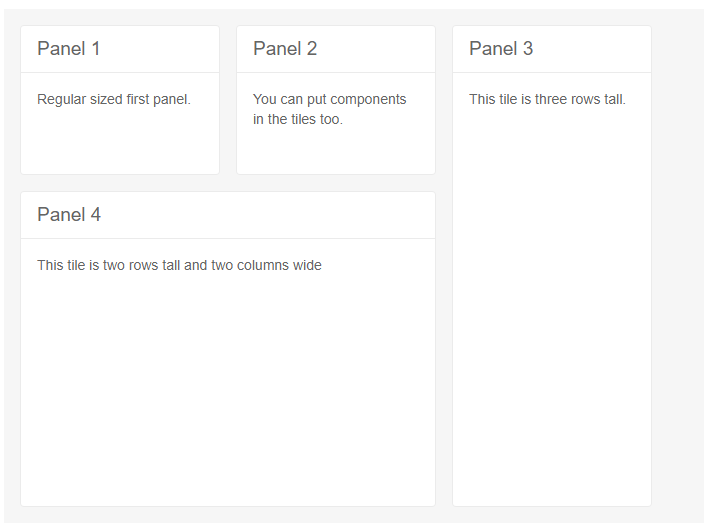 Panel 1
Regular sized first panel.
Panel 2
You can put components
in the tiles too.
Panel 3
This tile is three rows tall.
Panel 4
This tile is two rows tall and two columns wide